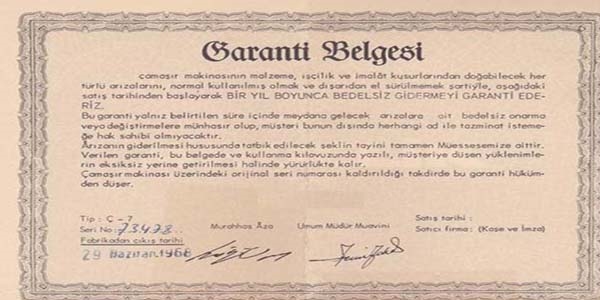 Garanti Belgesi
çamaşır makinasının malzeme, işçilik ve imalât kusurlarından doğabilecek her
türlü arızalarını, normal kullanılmış olmak ve dışarıdan el sürülmemek şartiyle, aşağıdaki
satış tarihinden başlayarak BİR YIL BOYUNCA BEDELSİZ GİDERMEYİ GARANTİ EDE-
RİZ.
Bu garanti yalnız belirtilen süre içinde meydana gelecek arızalara ait bedelsiz onarma
veya değiştirmelere münhasır olup, müşteri bunun dışında herhangi ad ile tazminat isteme-
ğe hak sahibi olmıyacaktır.
Arızanın giderilmesi hususunda tatbik edilecek şeklin tayini tamamen Müessesemize aittir.
Verilen garanti, bu belgede ve kullanma kılavuzunda yazılı, müşteriye düşen yüklenimle-
rin eksiksiz yerine getirilmesi halinde yürürlükte kalır.
Çamaşır makinası üzerindeki orijinal seri numarası kaldırıldığı takdirde bu garanti hüküm-
den düşer.
Tip : Ç - 7 Murahhas Âza Umum Müdür Muavini Satış tarihi :
Seri No: 73478 Satıcı firma : (Kaşe ve İmza)
Fabrikadan çıkış tarihi
29 Haziran 1968